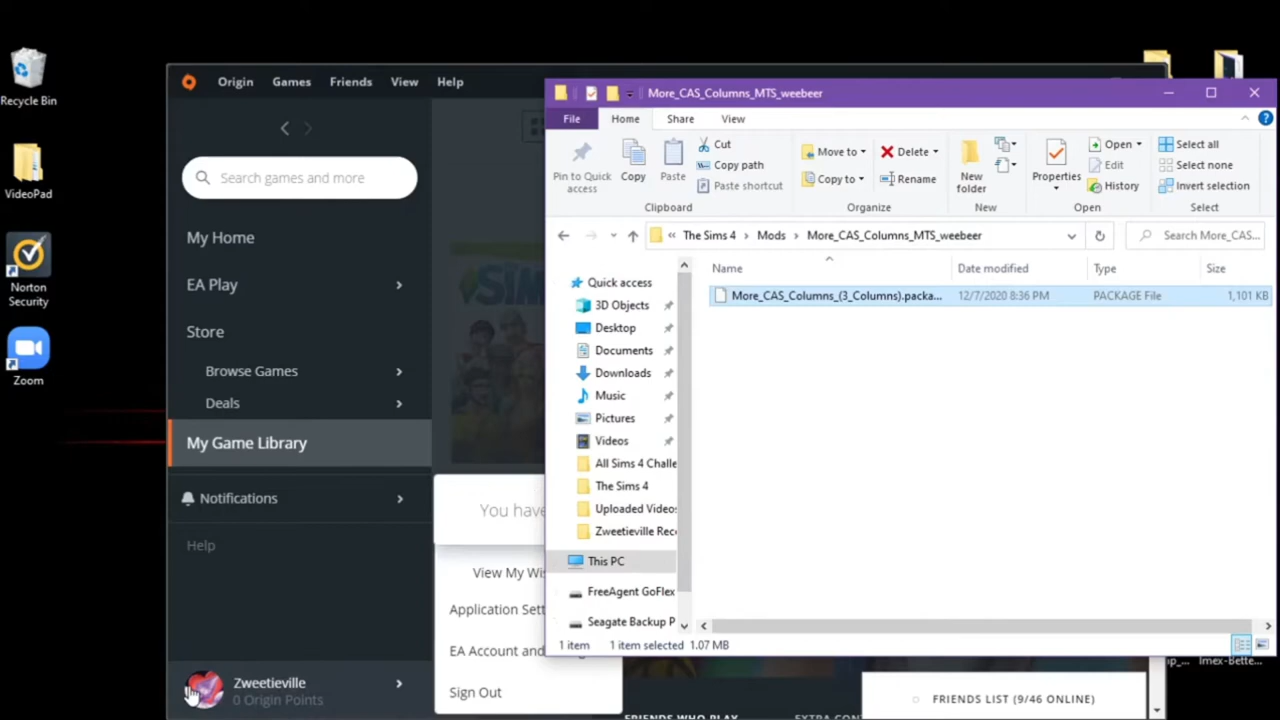 Recycle Bin
VideoPad
Norton
Security
Zoom
Origin Games Friends View Help
Search games and more
My Home
EA Play
Store
Browse Games
Deals
My Game Library
Notifications
Help
Zweetieville
0 Origin Points
You have
View My Wis
Application Sett
EA Account and
Sign Out
More_CAS_Columns_MTS_weebeer
File Home Share View
Pin to Quick
access
Copy
Paste
Cut
Copy path
Paste shortcut
Clipboard
Move to
Copy to
Delete
Rename
Organize
New
folder
New
Properties
Open
Edit
History
Open
Select all
Select none
Invert selection
Select
« The Sims 4 > Mods > More_CAS_Columns_MTS_weebeer
Search More_CAS...
Name Date modified Type Size
More_CAS_Columns_(3_Columns).packa... 12/7/2020 8:36 PM PACKAGE File 1,101 KB
Quick access
3D Objects
Desktop
Documents
Downloads
Music
Pictures
Videos
All Sims 4 Challe
The Sims 4
Uploaded Videos
Zweetieville Rec
This PC
FreeAgent GoFlex
Seagate Backup P
1 item 1 item selected 1.07 MB
Imex-Bette...
FRIENDS LIST (9/46 ONLINE)
FRIENDS WHO PLAY